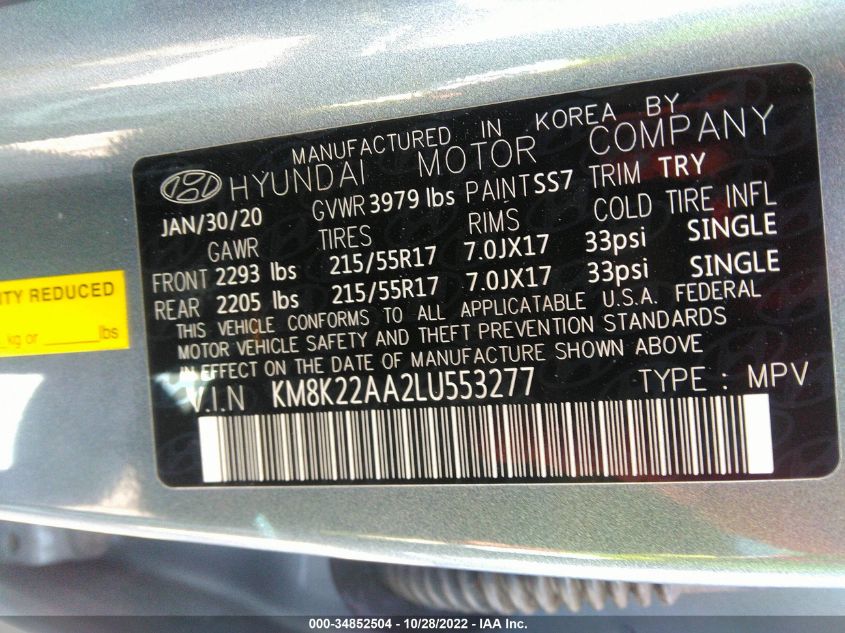 MANUFACTURED IN KOREA BY
HYUNDAI MOTOR COMPANY
JAN/30/20 GVWR 3979 lbs PAINT SS7 TRIM TRY
GAWR TIRES RIMS COLD TIRE INFL
FRONT 2293 lbs 215/55R17 7.0JX17 33psi SINGLE
REAR 2205 lbs 215/55R17 7.0JX17 33psi SINGLE
THIS VEHICLE CONFORMS TO ALL APPLICATABLE U.S.A. FEDERAL
MOTOR VEHICLE SAFETY AND THEFT PREVENTION STANDARDS
IN EFFECT ON THE DATE OF MANUFACTURE SHOWN ABOVE
V.I.N KM8K22AA2LU553277 TYPE : MPV
REDUCED
kg or ____lbs
000-34852504 | 10/28/2022 | IAA Inc.